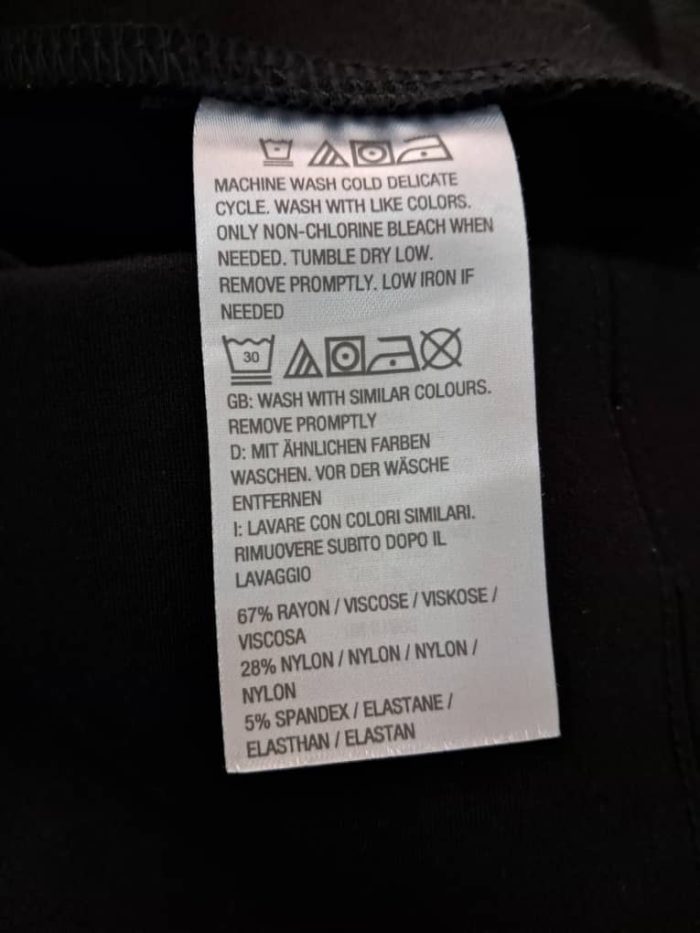 MACHINE WASH COLD DELICATE
CYCLE. WASH WITH LIKE COLORS.
ONLY NON-CHLORINE BLEACH WHEN
NEEDED. TUMBLE DRY LOW.
REMOVE PROMPTLY. LOW IRON IF
NEEDED
30
GB: WASH WITH SIMILAR COLOURS.
REMOVE PROMPTLY
D: MIT ÄHNLICHEN FARBEN
WASCHEN. VOR DER WÄSCHE
ENTFERNEN
I: LAVARE CON COLORI SIMILARI.
RIMUOVERE SUBITO DOPO IL
LAVAGGIO
67% RAYON / VISCOSE / VISKOSE /
VISCOSA
28% NYLON / NYLON / NYLON /
NYLON
5% SPANDEX / ELASTANE /
ELASTHAN / ELASTAN